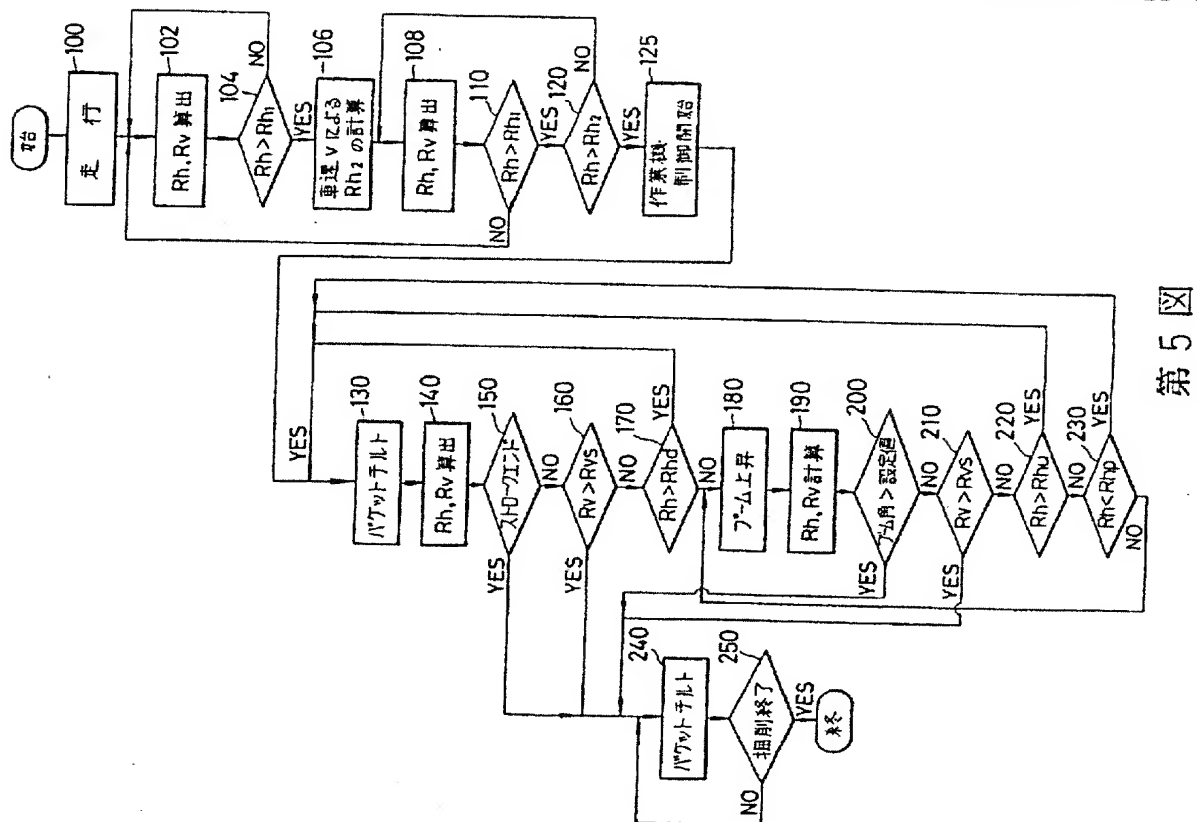 始
100
走行
102
Rh,Rv 算出
104
Rh>Rh1
NO
YES
106
車速Vによる
Rh2の計算
108
Rh,Rv 算出
110
Rh>Rh1
NO
YES
120
Rh>Rh2
NO
YES
125
作業機
制御開始
YES
130
バケットチルト
140
Rh,Rv 算出
150
ストロークエンド
YES
NO
160
Rv>Rvs
YES
NO
170
Rh>Rhd
YES
NO
180
ブーム上昇
190
Rh,Rv 計算
200
ブーム角>設定値
YES
NO
210
Rv>Rvs
YES
NO
220
Rh>Rhu
YES
NO
230
Rh<Rhp
YES
NO
240
バケットチルト
250
掘削終了
NO
YES
終
第5図